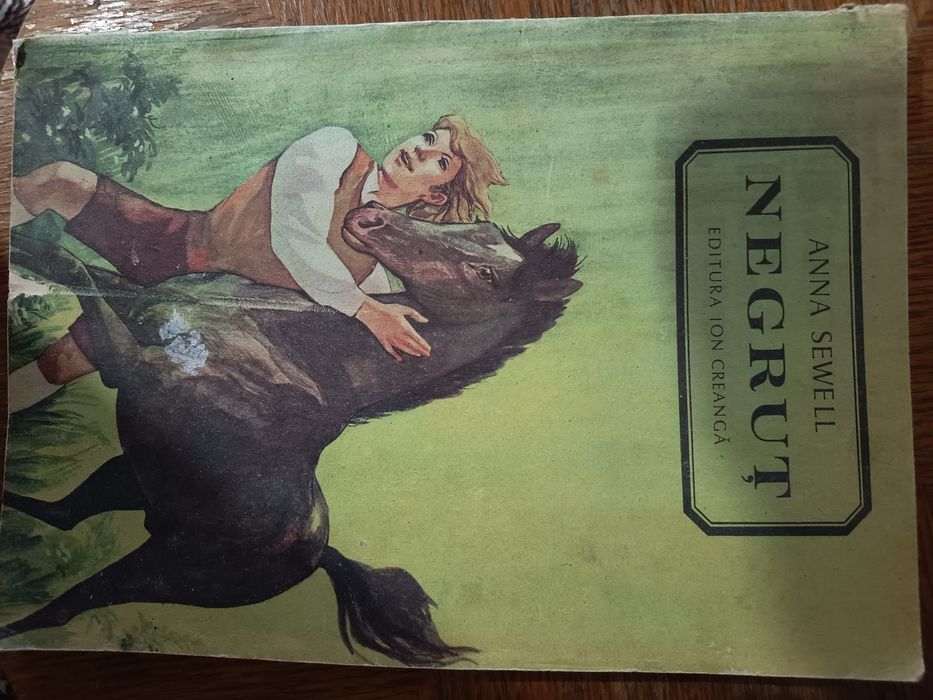 ANNA SEWELL
NEGRUȚ
EDITURA ION CREANGĂ